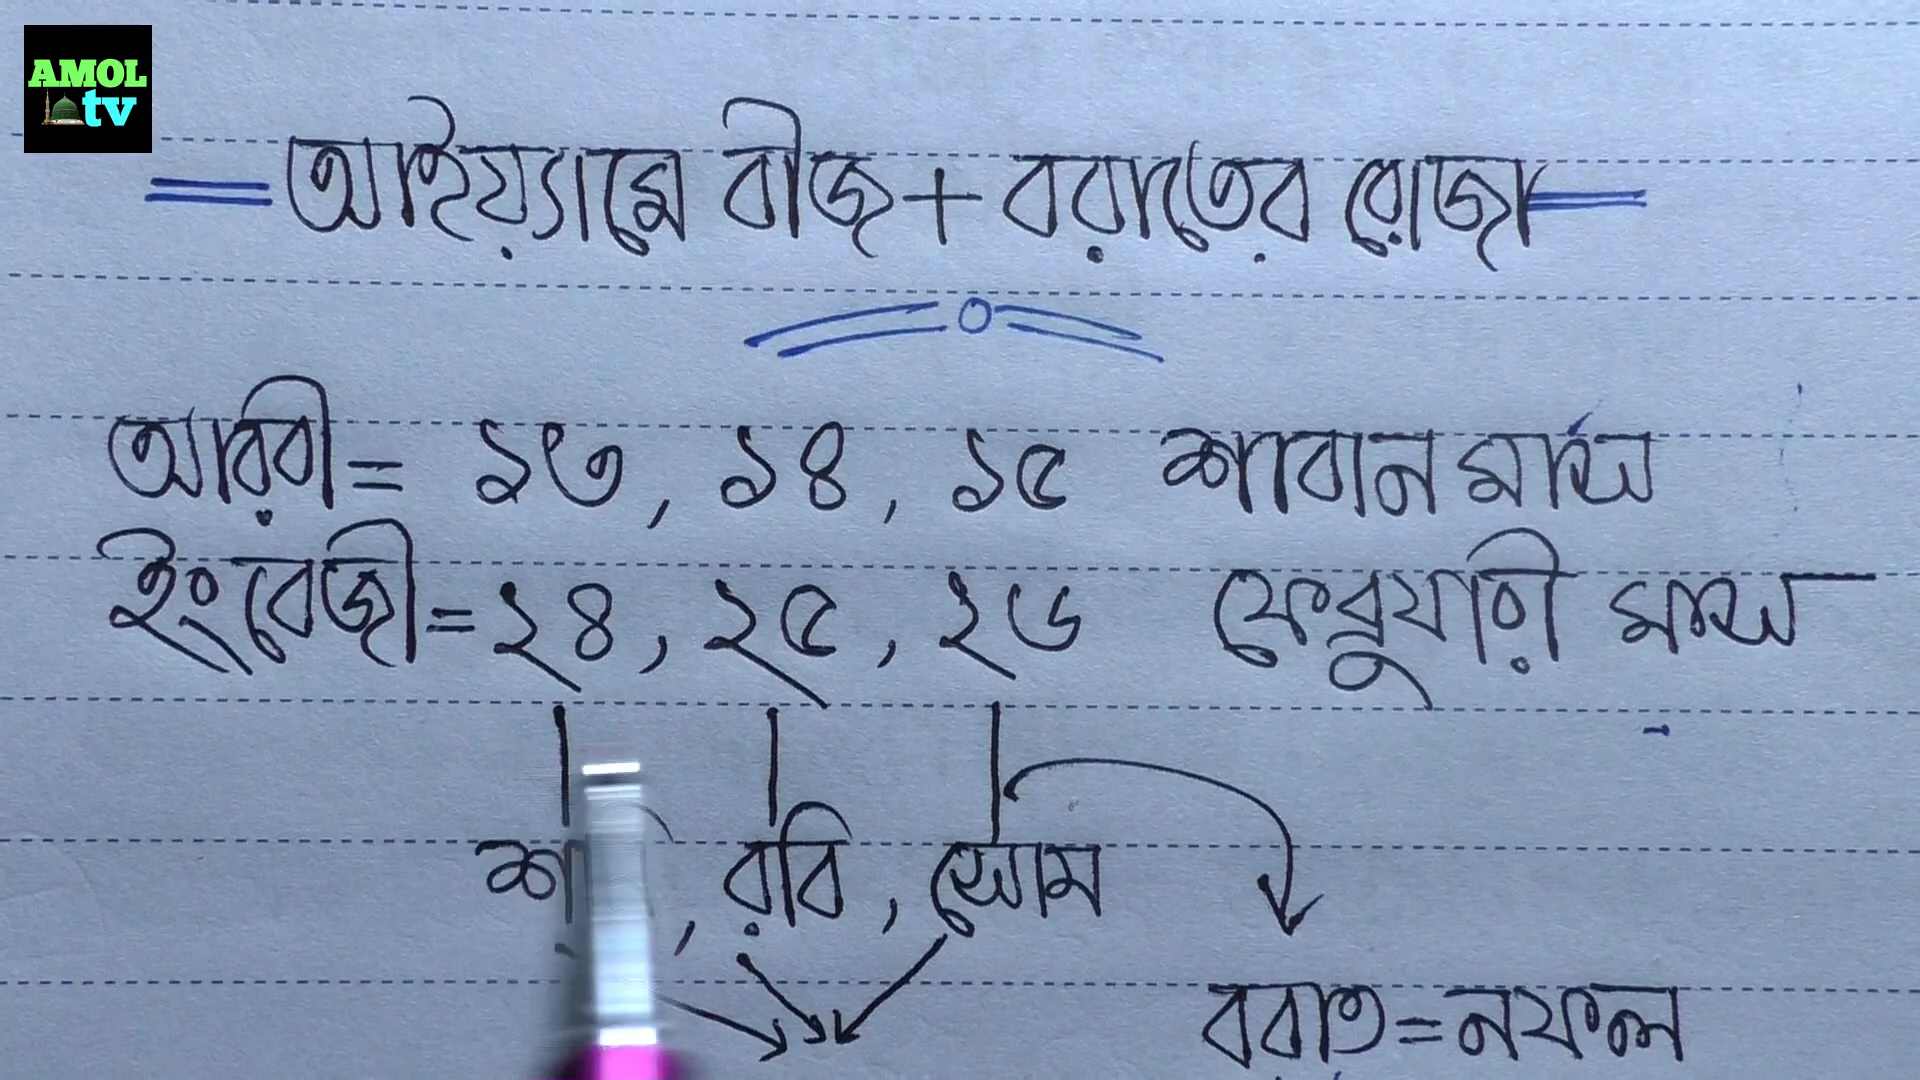 AMOL
tv
আইয়্যামে বীজ + বরাতের রোজা
আরবী = ১৩, ১৪, ১৫ শাবান মাস
ইংরেজী = ২৪, ২৫, ২৬ ফেব্রুয়ারী মাস
, রবি, সোম
বরাত = নফল